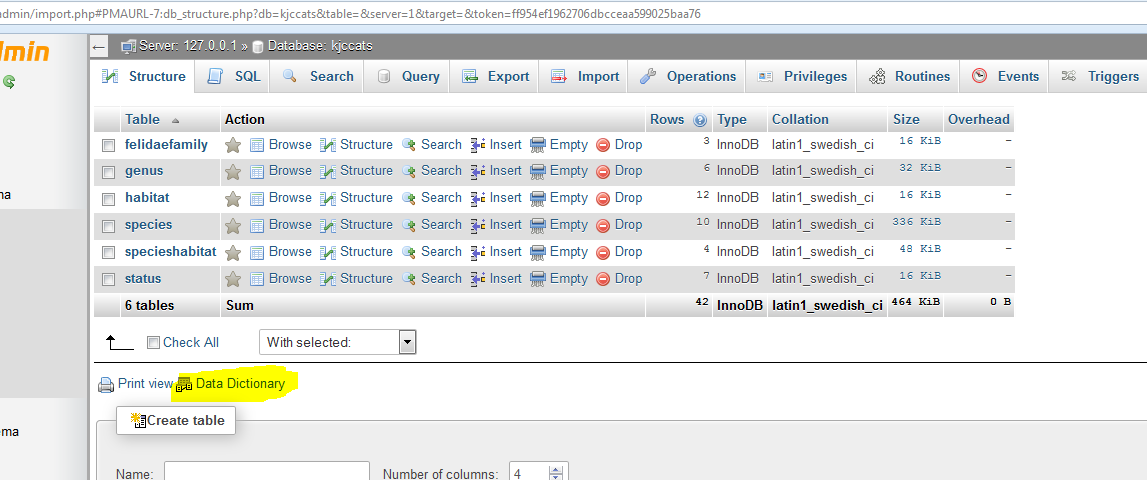 dmin/import.php#PMAURL-7:db_structure.php?db=kjccats&table=&server=1&target=&token=ff954ef1962706dbcceaa599025baa76
dmin
← Server: 127.0.0.1 » Database: kjccats
Structure SQL Search Query Export Import Operations Privileges Routines Events Triggers
Table Action Rows Type Collation Size Overhead
felidaefamily Browse Structure Search Insert Empty Drop 3 InnoDB latin1_swedish_ci 16 KiB -
genus Browse Structure Search Insert Empty Drop 6 InnoDB latin1_swedish_ci 32 KiB -
ma
habitat Browse Structure Search Insert Empty Drop 12 InnoDB latin1_swedish_ci 16 KiB -
species Browse Structure Search Insert Empty Drop 10 InnoDB latin1_swedish_ci 336 KiB -
specieshabitat Browse Structure Search Insert Empty Drop 4 InnoDB latin1_swedish_ci 48 KiB -
status Browse Structure Search Insert Empty Drop 7 InnoDB latin1_swedish_ci 16 KiB -
6 tables Sum 42 InnoDB latin1_swedish_ci 464 KiB 0 B
Check All With selected:
Print view Data Dictionary
Create table
ema
Name: Number of columns: 4